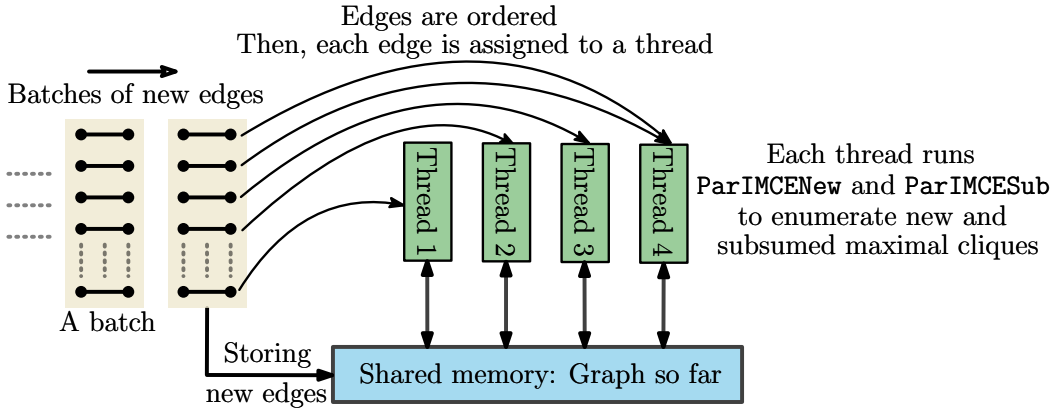 Edges are ordered
Then, each edge is assigned to a thread
Batches of new edges
Thread 1
Thread 2
Thread 3
Thread 4
Each thread runs
ParIMCENew and ParIMCESub
to enumerate new and
subsumed maximal cliques
A batch
Storing
new edges
Shared memory: Graph so far